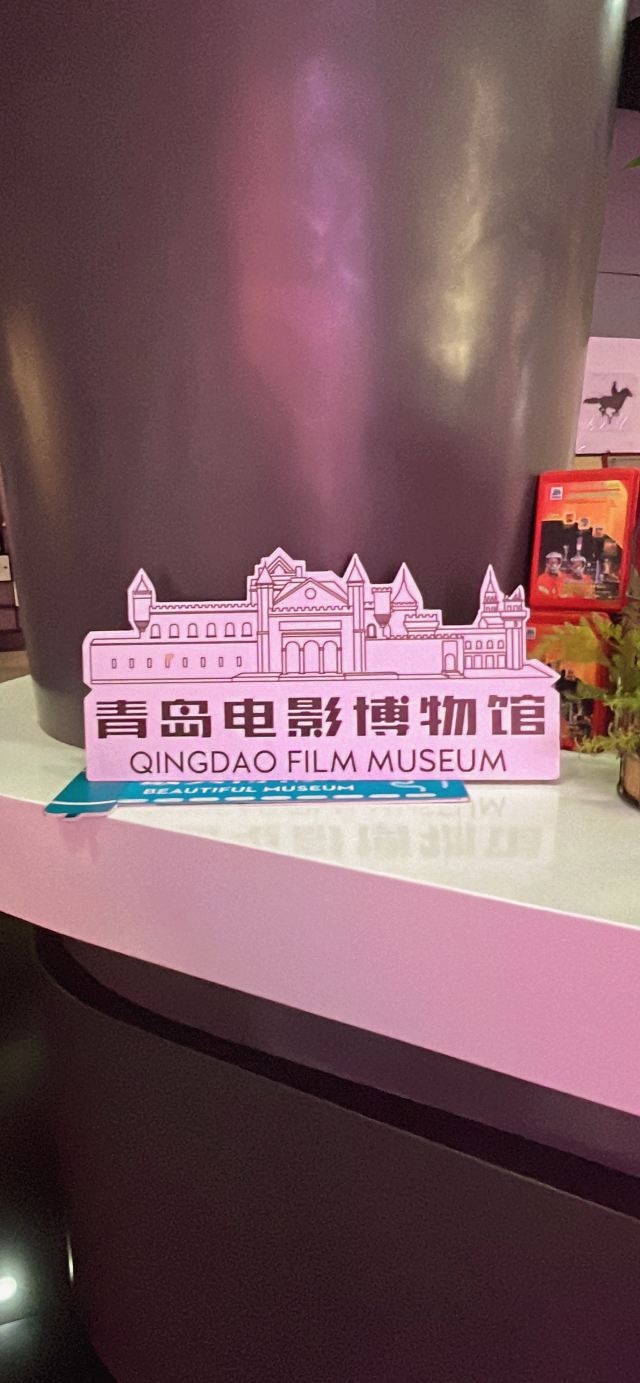 青岛电影博物馆
QINGDAO FILM MUSEUM
BEAUTIFUL MUSEUM